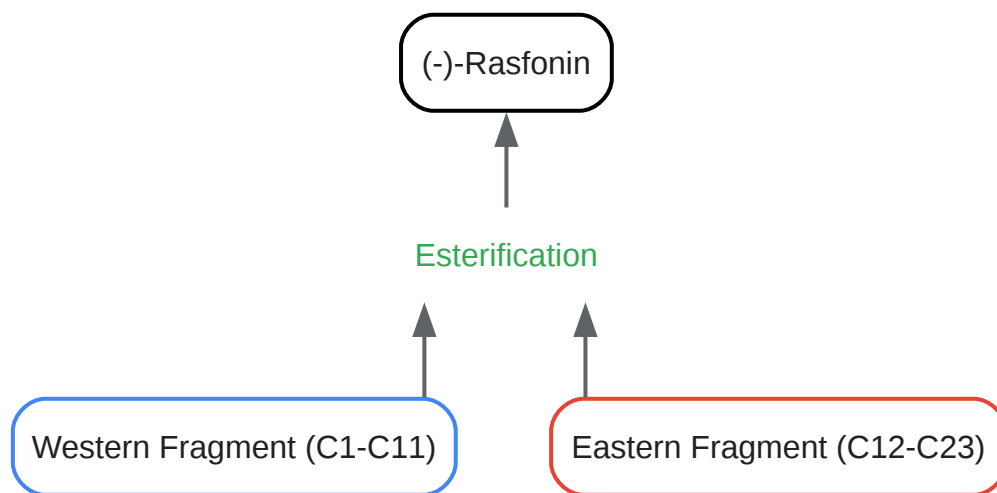 (-)-Rasfonin
Esterification
Western Fragment (C1-C11)
Eastern Fragment (C12-C23)